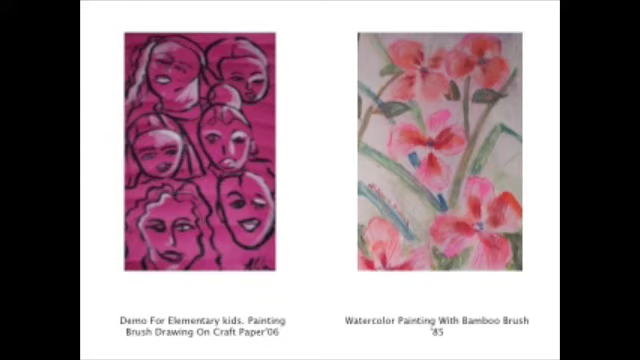 Demo For Elementary kids. Painting
Brush Drawing On Craft Paper'06
Watercolor Painting With Bamboo Brush
'85